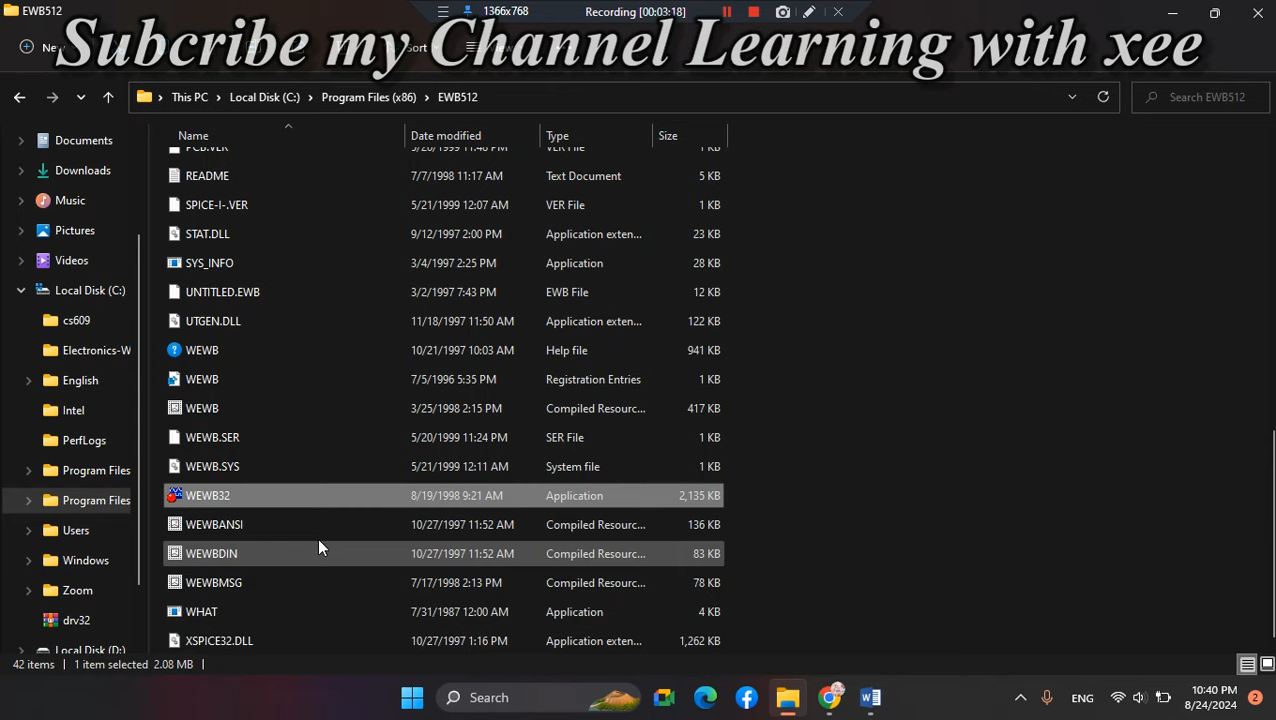 EWB512
1366x768
Recording [00:03:18]
Subcribe my Channel Learning with xee
This PC
Local Disk (C:)
Program Files (x86)
EWB512
Search EWB512
Name
Date modified
Type
Size
Documents
Downloads
Music
Pictures
Videos
Local Disk (C:)
cs609
Electronics-W
English
Intel
PerfLogs
Program Files
Program Files
Users
Windows
Zoom
drv32
Local Disk (D:)
README 7/7/1998 11:17 AM Text Document 5 KB
SPICE-I-.VER 5/21/1999 12:07 AM VER File 1 KB
STAT.DLL 9/12/1997 2:00 PM Application exten... 23 KB
SYS_INFO 3/4/1997 2:25 PM Application 28 KB
UNTITLED.EWB 3/2/1997 7:43 PM EWB File 12 KB
UTGEN.DLL 11/18/1997 11:50 AM Application exten... 122 KB
WEWB 10/21/1997 10:03 AM Help file 941 KB
WEWB 7/5/1996 5:35 PM Registration Entries 1 KB
WEWB 3/25/1998 2:15 PM Compiled Resourc... 417 KB
WEWB.SER 5/20/1999 11:24 PM SER File 1 KB
WEWB.SYS 5/21/1999 12:11 AM System file 1 KB
WEWB32 8/19/1998 9:21 AM Application 2,135 KB
WEWBANSI 10/27/1997 11:52 AM Compiled Resourc... 136 KB
WEWBDIN 10/27/1997 11:52 AM Compiled Resourc... 83 KB
WEWBMSG 7/17/1998 2:13 PM Compiled Resourc... 78 KB
WHAT 7/31/1987 12:00 AM Application 4 KB
XSPICE32.DLL 10/27/1997 1:16 PM Application exten... 1,262 KB
42 items
1 item selected 2.08 MB
Search
ENG
10:40 PM
8/24/2024
2